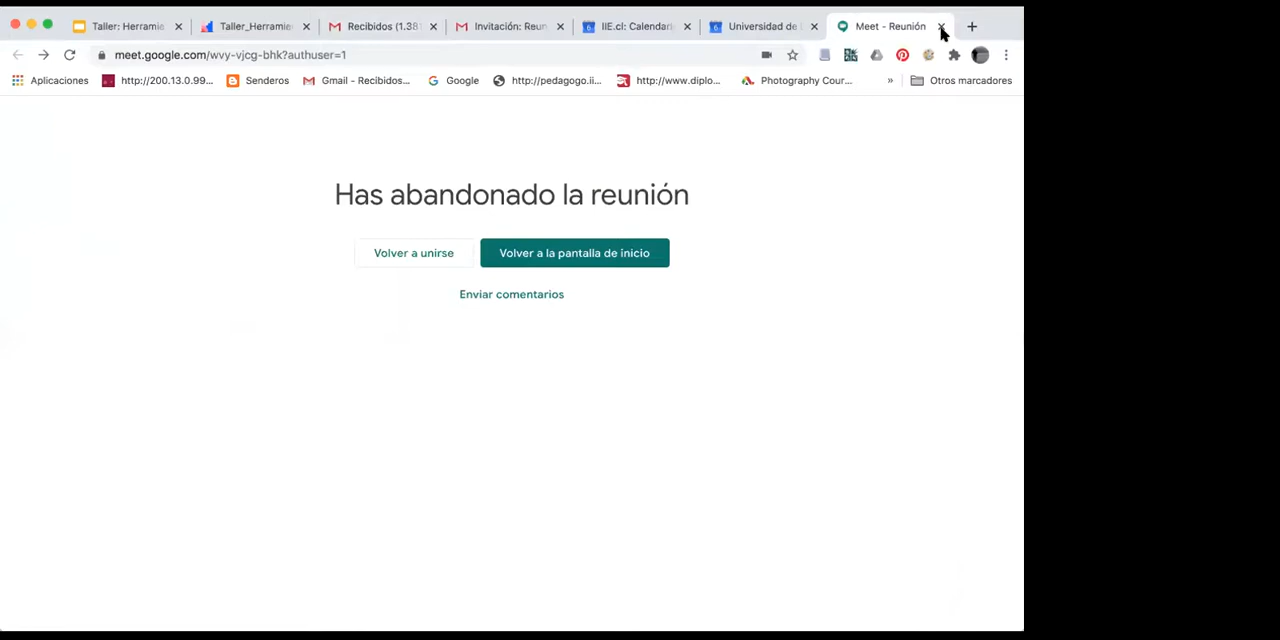 Taller: Herramie
Taller_Herramie
Recibidos (1.38
Invitación: Reun
IIE.cl: Calendari
Universidad de
Meet - Reunión
meet.google.com/wvy-vjcg-bhk?authuser=1
Aplicaciones
http://200.13.0.99...
Senderos
Gmail - Recibidos...
Google
http://pedagogo.ii...
http://www.diplo...
Photography Cour...
»
Otros marcadores
Has abandonado la reunión
Volver a unirse
Volver a la pantalla de inicio
Enviar comentarios